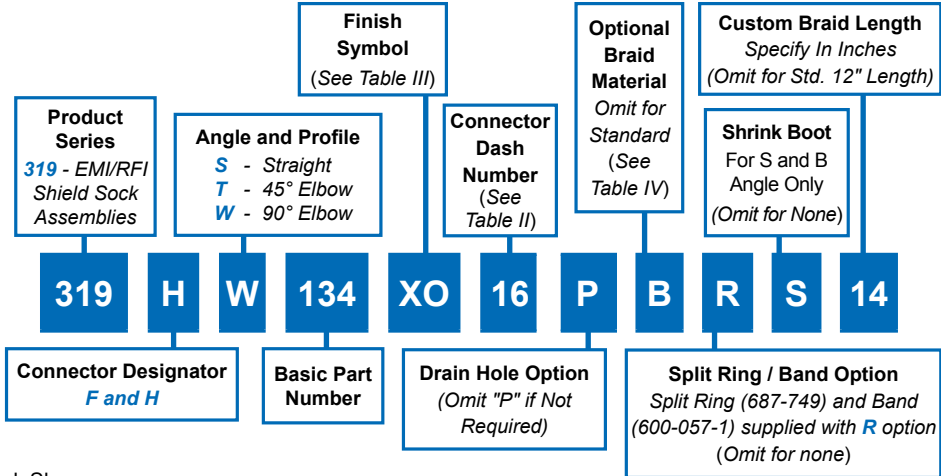 Finish
Symbol
(See Table III)
Optional
Braid
Material
Omit for
Standard
(See
Table IV)
Custom Braid Length
Specify In Inches
(Omit for Std. 12" Length)
Product
Series
319 - EMI/RFI
Shield Sock
Assemblies
Angle and Profile
S - Straight
T - 45° Elbow
W - 90° Elbow
Connector
Dash
Number
(See
Table II)
Shrink Boot
For S and B
Angle Only
(Omit for None)
319 H W 134 XO 16 P B R S 14
Connector Designator
F and H
Basic Part
Number
Drain Hole Option
(Omit "P" if Not
Required)
Split Ring / Band Option
Split Ring (687-749) and Band
(600-057-1) supplied with R option
(Omit for none)